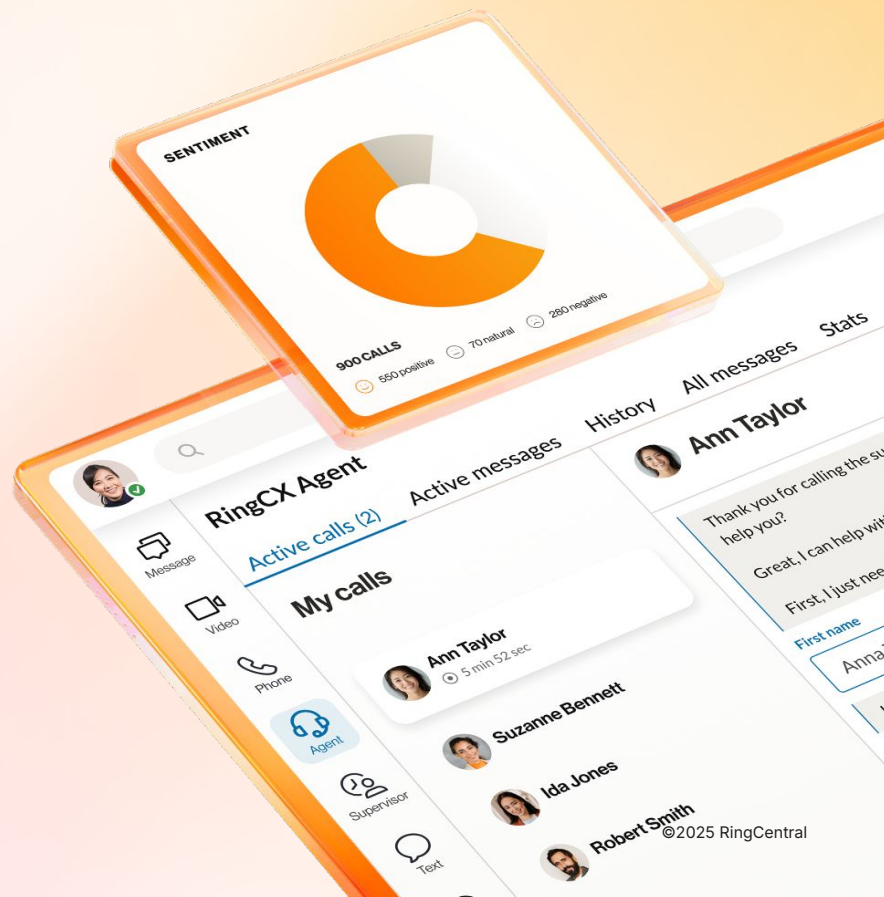 SENTIMENT
900 CALLS
550 positive
70 natural
280 negative
RingCX Agent
Active calls (2)
Active messages
History
All messages
Stats
Message
Video
Phone
Agent
Supervisor
Text
My calls
Ann Taylor
5 min 52 sec
Suzanne Bennett
Ida Jones
Robert Smith
Ann Taylor
Thank you for calling the su
help you?
Great, I can help wit
First, I just nee
First name
Anna
©2025 RingCentral